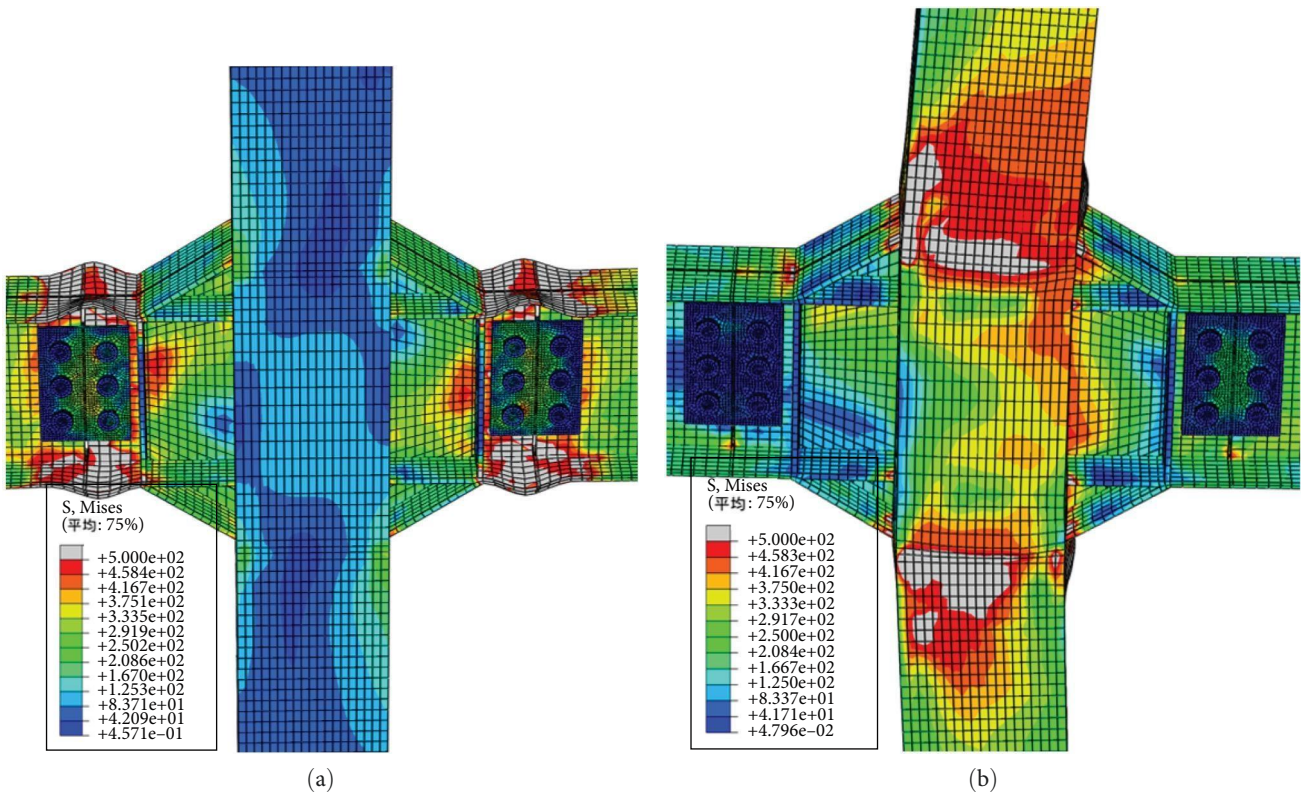 S, Mises
(平均: 75%)
+5.000e+02
+4.584e+02
+4.167e+02
+3.751e+02
+3.335e+02
+2.919e+02
+2.502e+02
+2.086e+02
+1.670e+02
+1.253e+02
+8.371e+01
+4.209e+01
+4.571e−01
(a)
S, Mises
(平均: 75%)
+5.000e+02
+4.583e+02
+4.167e+02
+3.750e+02
+3.333e+02
+2.917e+02
+2.500e+02
+2.084e+02
+1.667e+02
+1.250e+02
+8.337e+01
+4.171e+01
+4.796e−02
(b)